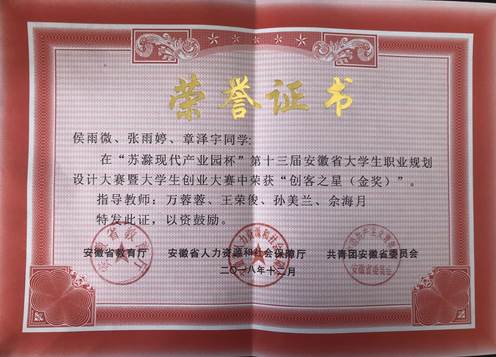 荣誉证书
侯雨微、张雨婷、章泽宇同学:
在“苏滁现代产业园杯”第十三届安徽省大学生职业规划
设计大赛暨大学生创业大赛中荣获“创客之星（金奖）”。
指导教师：万蓉蓉、王荣俊、孙美兰、佘海月
特发此证，以资鼓励。
安徽省教育厅 安徽省人力资源和社会保障厅 共青团安徽省委员会
二〇一八年十二月